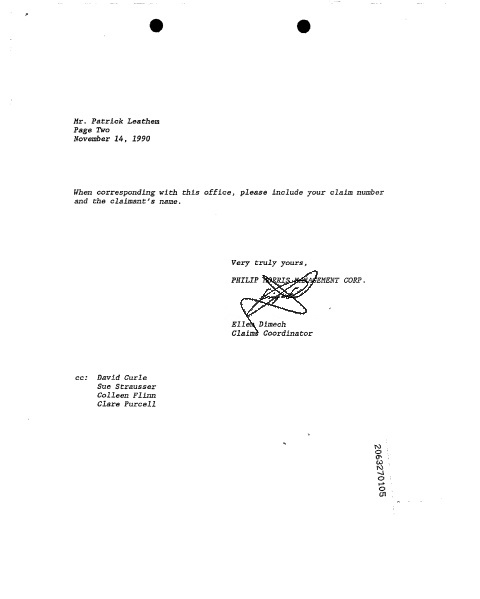 Mr. Patrick Leathem
Page Two
November 14, 1990
When corresponding with this office, please include your claim number
and the claimant's name.
Very truly yours,
PHILIP MORRIS MANAGEMENT CORP.
Ellen Dimech
Claims Coordinator
cc: David Curle
Sue Strausser
Colleen Flinn
Clare Purcell
2063270105